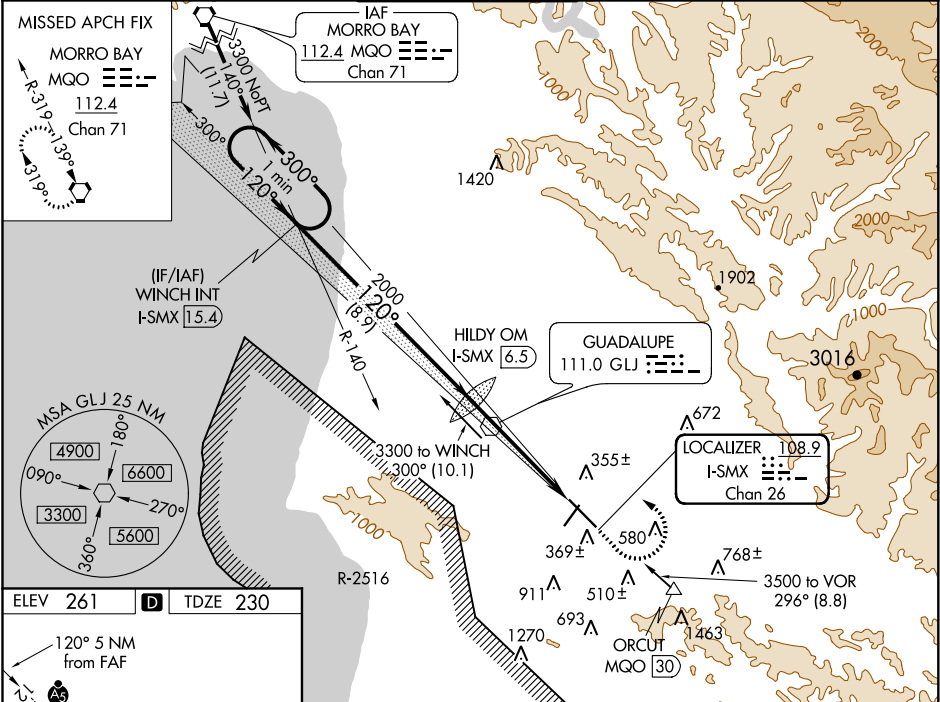 MISSED APCH FIX
MORRO BAY
MQO
112.4
Chan 71
R-319
139°
319°
IAF
MORRO BAY
112.4 MQO
Chan 71
3300 NoPT
140°
(11.7)
300°
300°
1 min
120°
2000
1000
1420
2000
1902
1000
3016
(IF/IAF)
WINCH INT
I-SMX 15.4
2000
120°
(8.9)
R-140
HILDY OM
I-SMX 6.5
GUADALUPE
111.0 GLJ
3300 to WINCH
300° (10.1)
672
355±
LOCALIZER 108.9
I-SMX
Chan 26
MSA GLJ 25 NM
4900
180°
090°
6600
270°
3300
5600
360°
1000
R-2516
369±
580
768±
911
510±
3500 to VOR
296° (8.8)
693
1463
1270
ORCUT
MQO 30
ELEV 261
D
TDZE 230
120° 5 NM
from FAF
A5